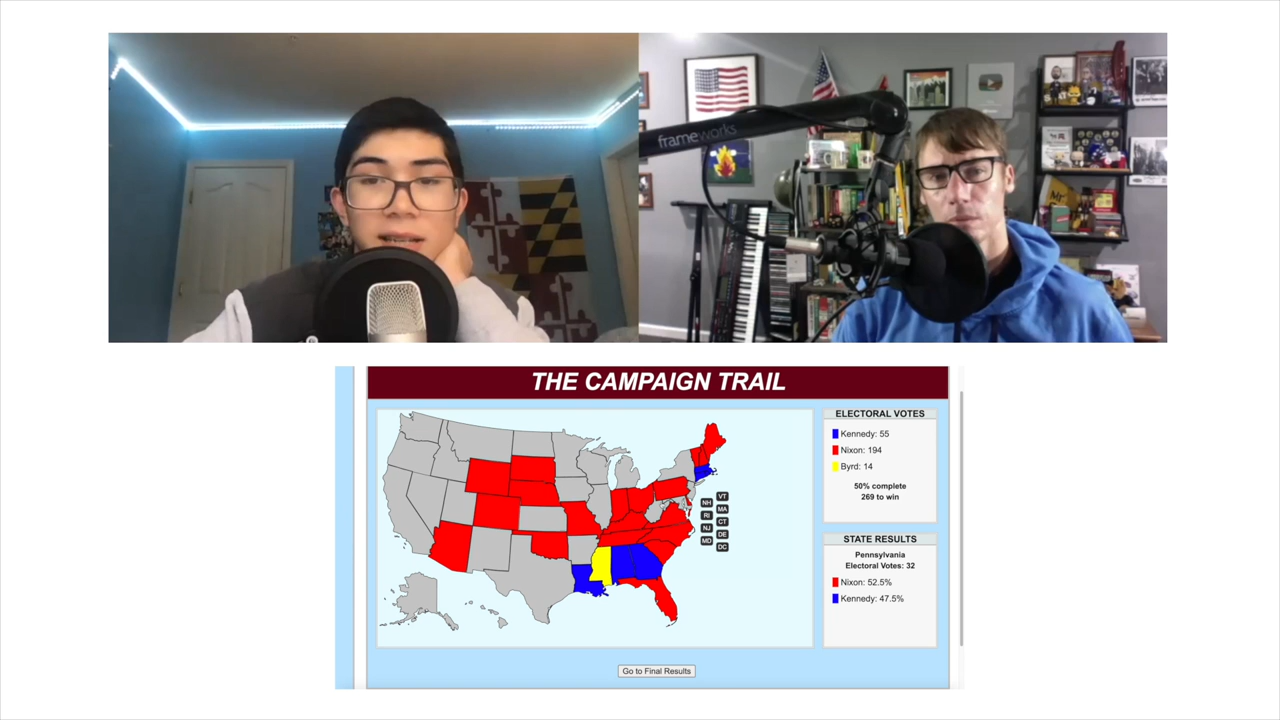 frameworks
THE CAMPAIGN TRAIL
ELECTORAL VOTES
Kennedy: 55
Nixon: 194
Byrd: 14
50% complete
269 to win
VT
NH
MA
RI
CT
NJ
DE
MD
DC
STATE RESULTS
Pennsylvania
Electoral Votes: 32
Nixon: 52.5%
Kennedy: 47.5%
Go to Final Results